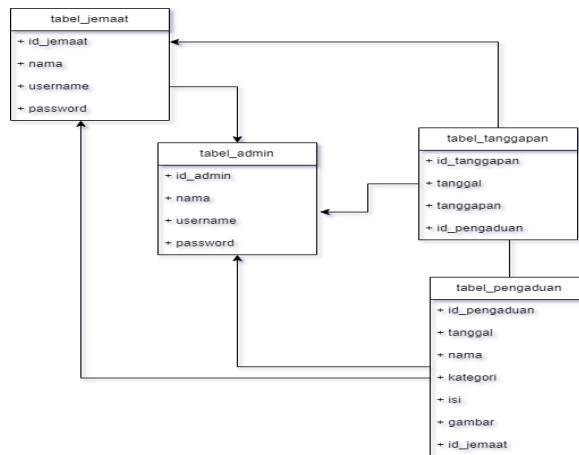 tabel_jemaat
+ id_jemaat
+ nama
+ username
+ password
tabel_admin
+ id_admin
+ nama
+ username
+ password
tabel_tanggapan
+ id_tanggapan
+ tanggal
+ tanggapan
+ id_pengaduan
tabel_pengaduan
+ id_pengaduan
+ tanggal
+ nama
+ kategori
+ isi
+ gambar
+ id_jemaat